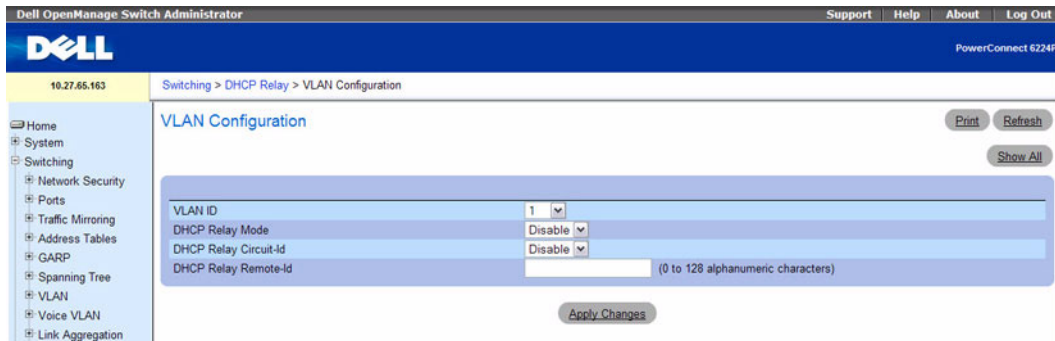 Dell OpenManage Switch Administrator
Support Help About Log Out
DELL
PowerConnect 6224P
10.27.65.163
Switching > DHCP Relay > VLAN Configuration
Home
System
Switching
Network Security
Ports
Traffic Mirroring
Address Tables
GARP
Spanning Tree
VLAN
Voice VLAN
Link Aggregation
VLAN Configuration
Print Refresh
Show All
VLAN ID 1
DHCP Relay Mode Disable
DHCP Relay Circuit-Id Disable
DHCP Relay Remote-Id (0 to 128 alphanumeric characters)
Apply Changes